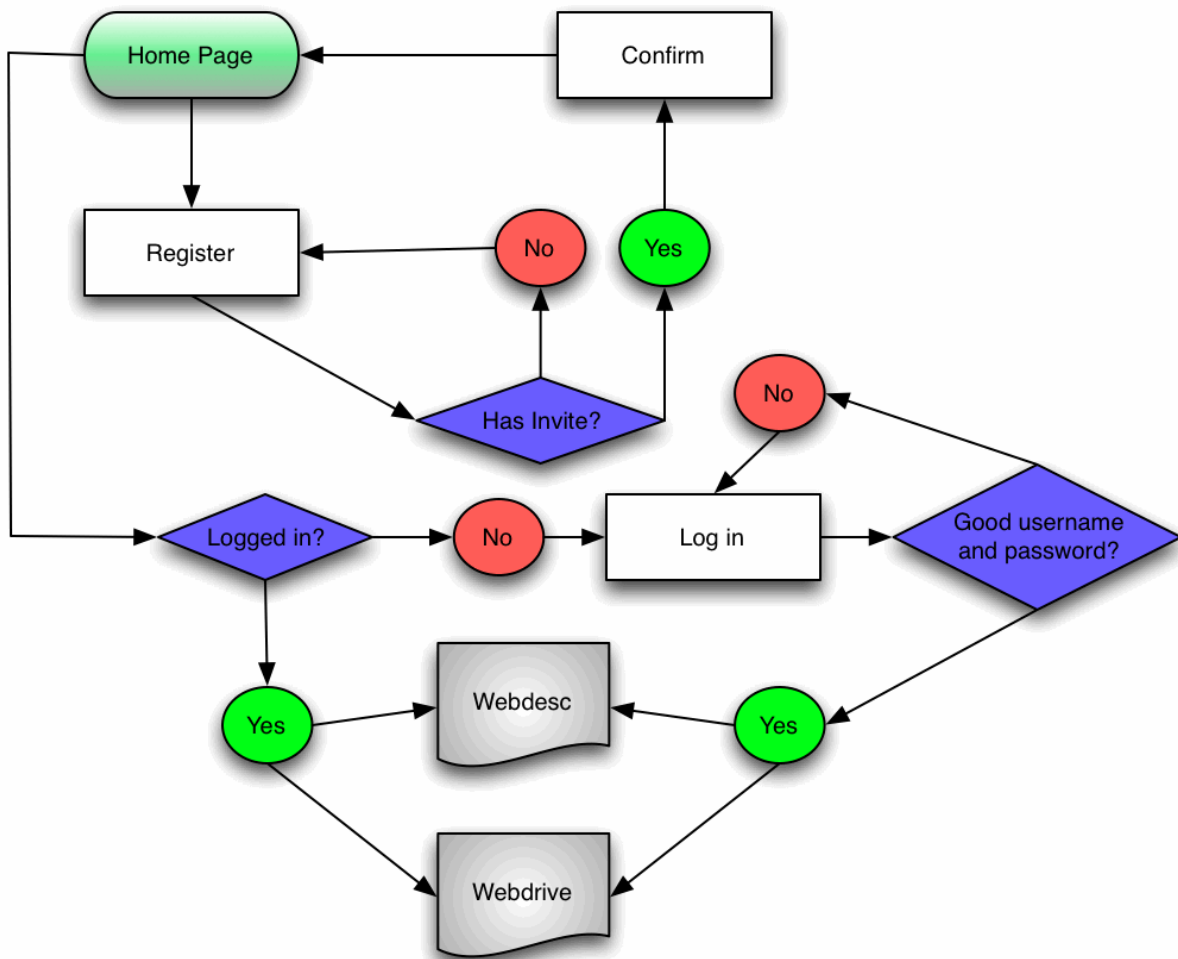 Home Page
Confirm
Register
No
Yes
Has Invite?
No
Logged in?
No
Log in
Good username
and password?
Yes
Webdesc
Yes
Webdrive